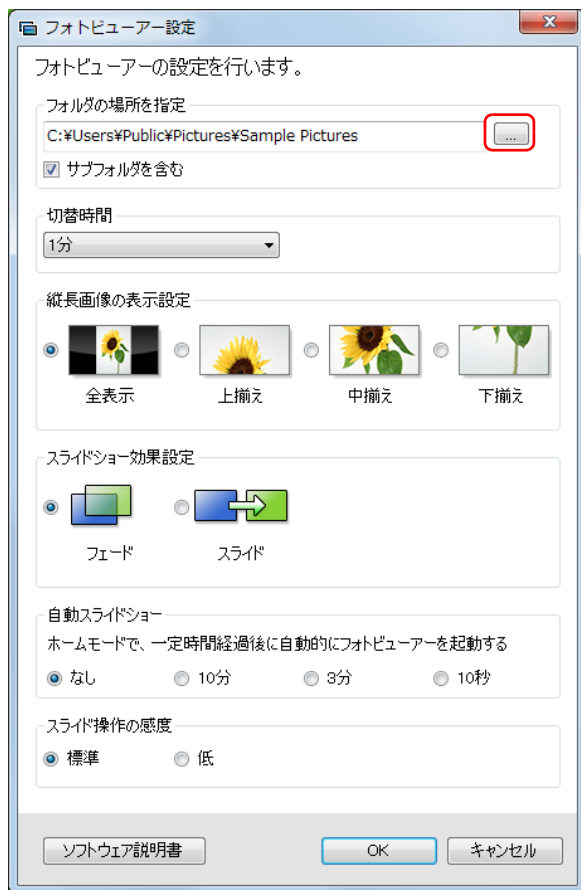 フォトビューアー設定
フォトビューアーの設定を行います。
フォルダの場所を指定
C:¥Users¥Public¥Pictures¥Sample Pictures
...
サブフォルダを含む
切替時間
1分
縦長画像の表示設定
全表示 上揃え 中揃え 下揃え
スライドショー効果設定
フェード スライド
自動スライドショー
ホームモードで、一定時間経過後に自動的にフォトビューアーを起動する
なし 10分 3分 10秒
スライド操作の感度
標準 低
ソフトウェア説明書 OK キャンセル